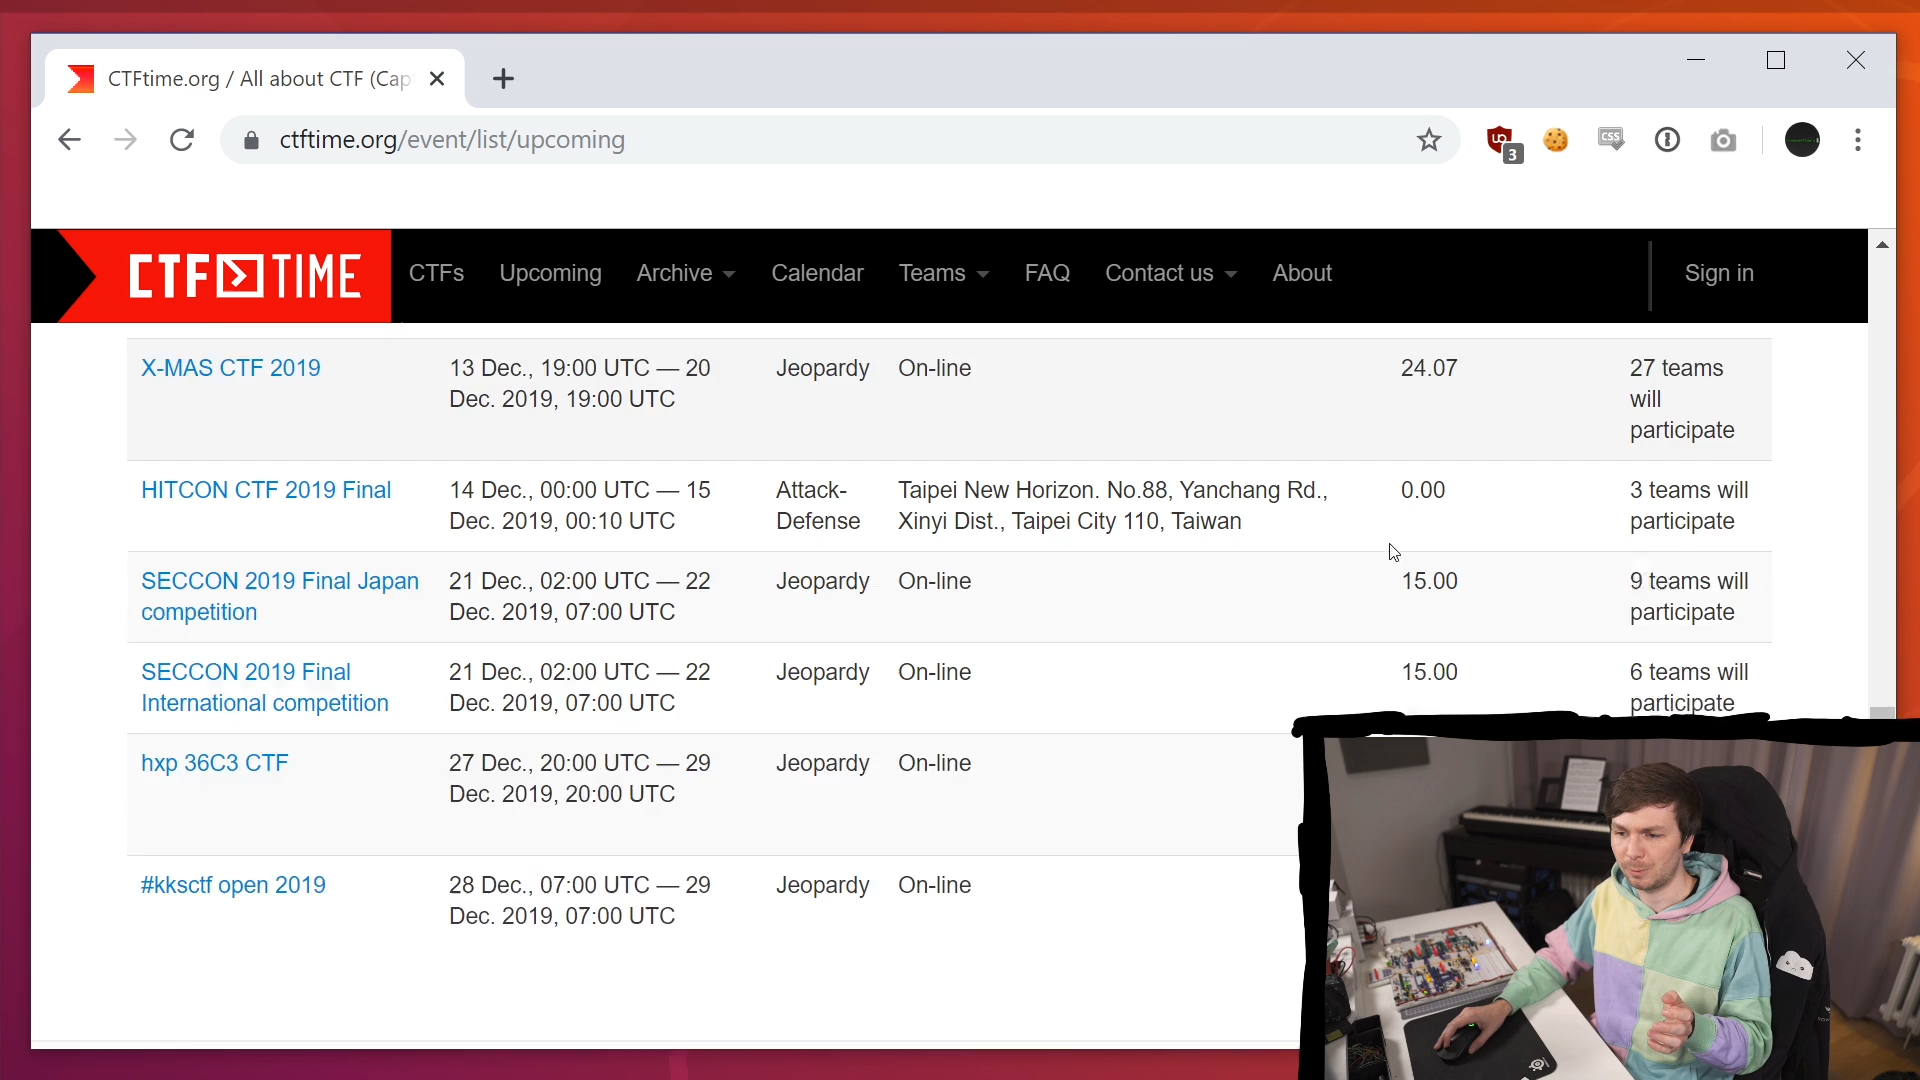 CTFtime.org / All about CTF (Cap
ctftime.org/event/list/upcoming
3
CTF TIME
CTFs Upcoming Archive Calendar Teams FAQ Contact us About Sign in
X-MAS CTF 2019 13 Dec., 19:00 UTC — 20 Jeopardy On-line 24.07 27 teams
Dec. 2019, 19:00 UTC will
participate
HITCON CTF 2019 Final 14 Dec., 00:00 UTC — 15 Attack- Taipei New Horizon. No.88, Yanchang Rd., 0.00 3 teams will
Dec. 2019, 00:10 UTC Defense Xinyi Dist., Taipei City 110, Taiwan participate
SECCON 2019 Final Japan 21 Dec., 02:00 UTC — 22 Jeopardy On-line 15.00 9 teams will
competition Dec. 2019, 07:00 UTC participate
SECCON 2019 Final 21 Dec., 02:00 UTC — 22 Jeopardy On-line 15.00 6 teams will
International competition Dec. 2019, 07:00 UTC participate
hxp 36C3 CTF 27 Dec., 20:00 UTC — 29 Jeopardy On-line
Dec. 2019, 20:00 UTC
#kksctf open 2019 28 Dec., 07:00 UTC — 29 Jeopardy On-line
Dec. 2019, 07:00 UTC